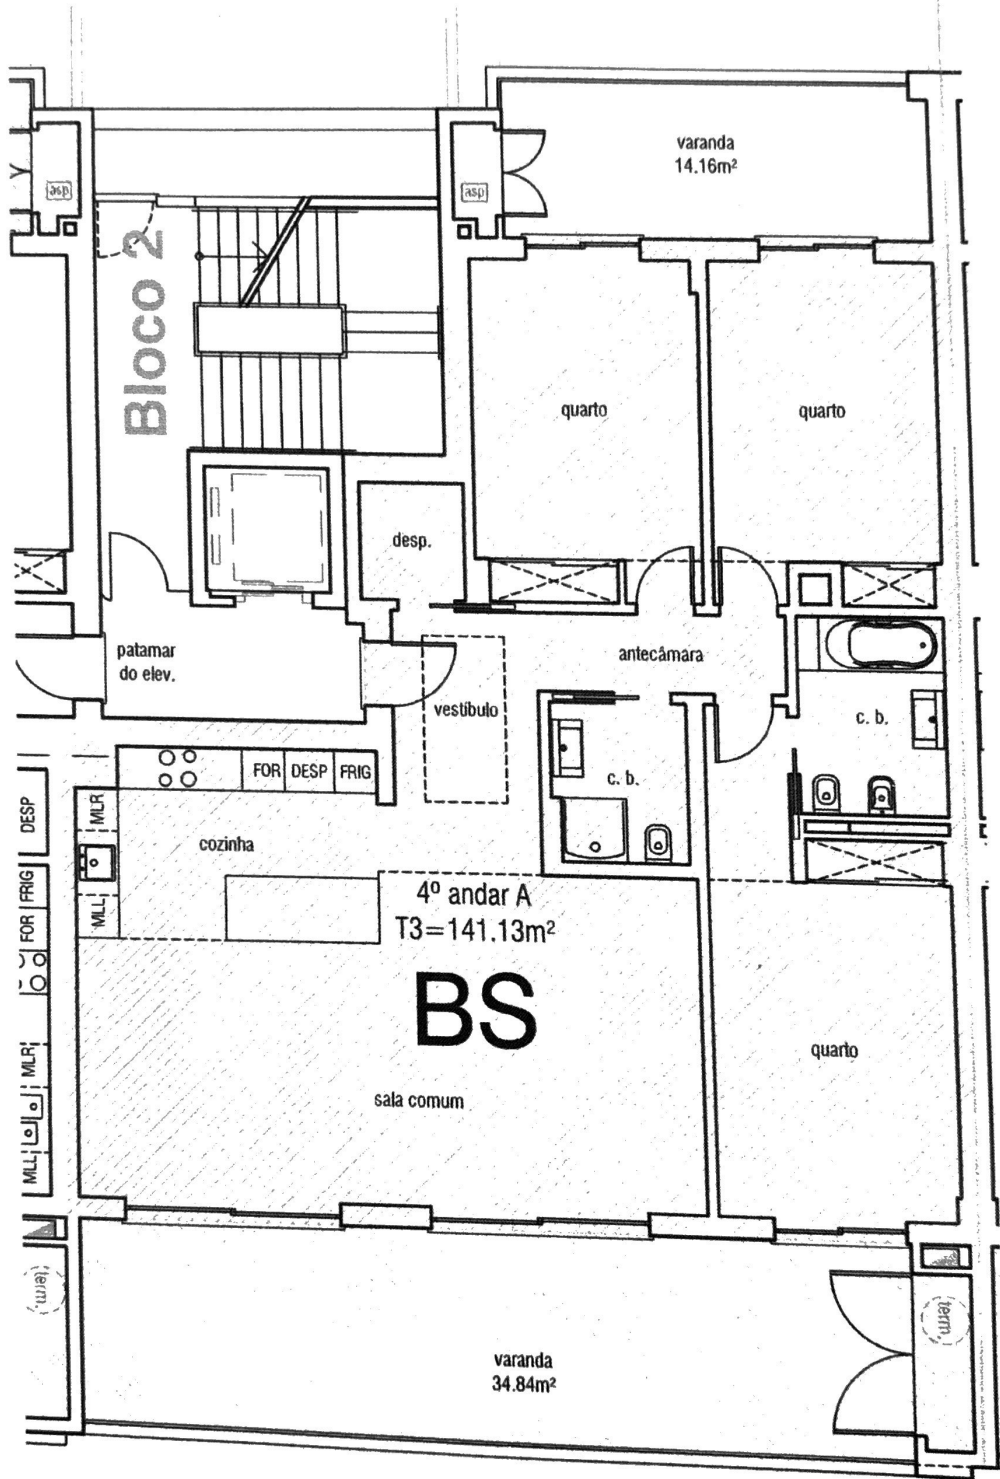 varanda
14.16m²
asp
asp
Bloco 2
quarto
quarto
desp.
patamar
do elev.
antecâmara
vestíbulo
c. b.
c. b.
FOR
DESP
FRIG
MLR
cozinha
MLL
DESP
FRIG
FOR
MLR
MLL
4º andar A
T3=141.13m²
BS
quarto
sala comum
term.
term.
varanda
34.84m²